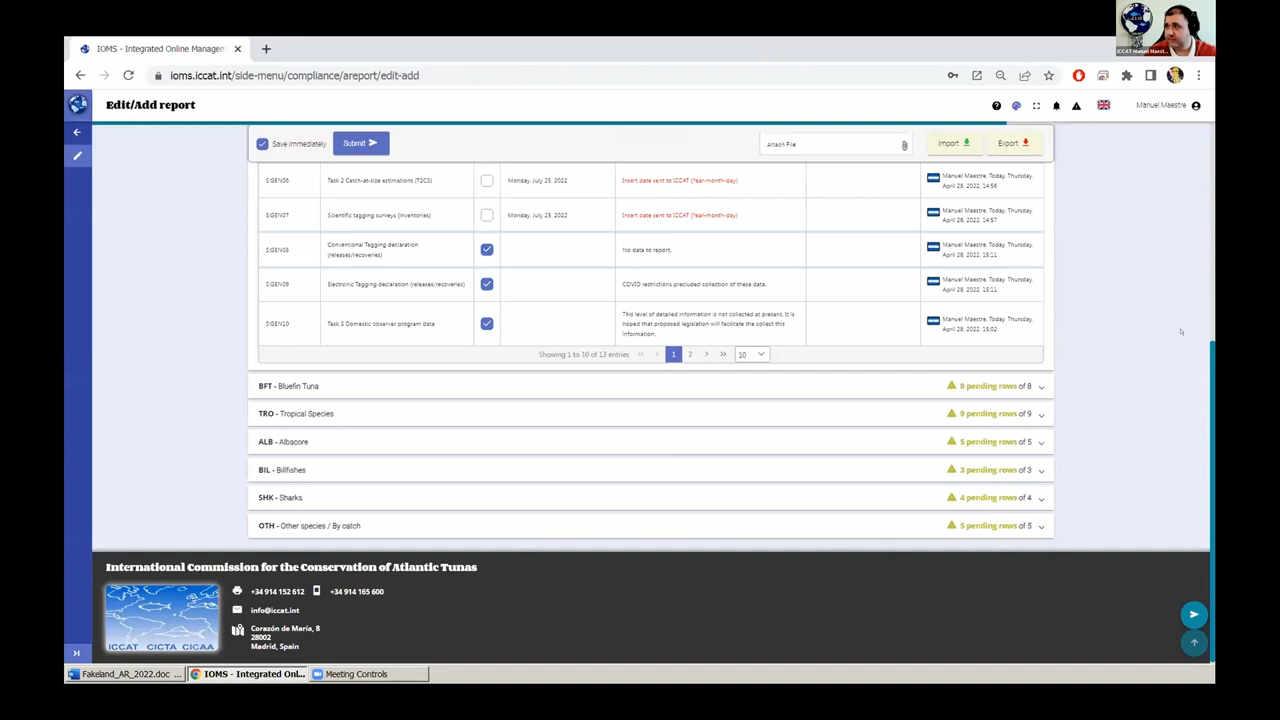 IOMS - Integrated Online Managem
ioms.iccat.int/side-menu/compliance/areport/edit-add
ICCAT Manuel Maestr...
Edit/Add report
Manuel Maestre
Save immediately
Submit
Attach File
Import
Export
S:GEN06 Task 2 Catch-at-size estimations (T2CS) Monday, July 25, 2022 Insert date sent to ICCAT (Year-month-day) Manuel Maestre, Today, Thursday,
April 28, 2022, 14:56
S:GEN07 Scientific tagging surveys (inventories) Monday, July 25, 2022 Insert date sent to ICCAT (Year-month-day) Manuel Maestre, Today, Thursday,
April 28, 2022, 14:57
S:GEN08 Conventional Tagging declaration
(releases/recoveries) No data to report. Manuel Maestre, Today, Thursday,
April 28, 2022, 15:11
S:GEN09 Electronic Tagging declaration (releases/recoveries) COVID restrictions precluded collection of these data. Manuel Maestre, Today, Thursday,
April 28, 2022, 15:11
S:GEN10 Task 3 Domestic observer program data This level of detailed information is not collected at present. It is
hoped that proposed legislation will facilitate the collect this
information. Manuel Maestre, Today, Thursday,
April 28, 2022, 15:02
Showing 1 to 10 of 13 entries « ‹ 1 2 › » 10
BFT - Bluefin Tuna 8 pending rows of 8
TRO - Tropical Species 9 pending rows of 9
ALB - Albacore 5 pending rows of 5
BIL - Billfishes 3 pending rows of 3
SHK - Sharks 4 pending rows of 4
OTH - Other species / By catch 5 pending rows of 5
International Commission for the Conservation of Atlantic Tunas
+34 914 152 612 +34 914 165 600
info@iccat.int
Corazón de María, 8
28002
Madrid, Spain
ICCAT CICTA CICAA
Fakeland_AR_2022.doc ... IOMS - Integrated Onl... Meeting Controls